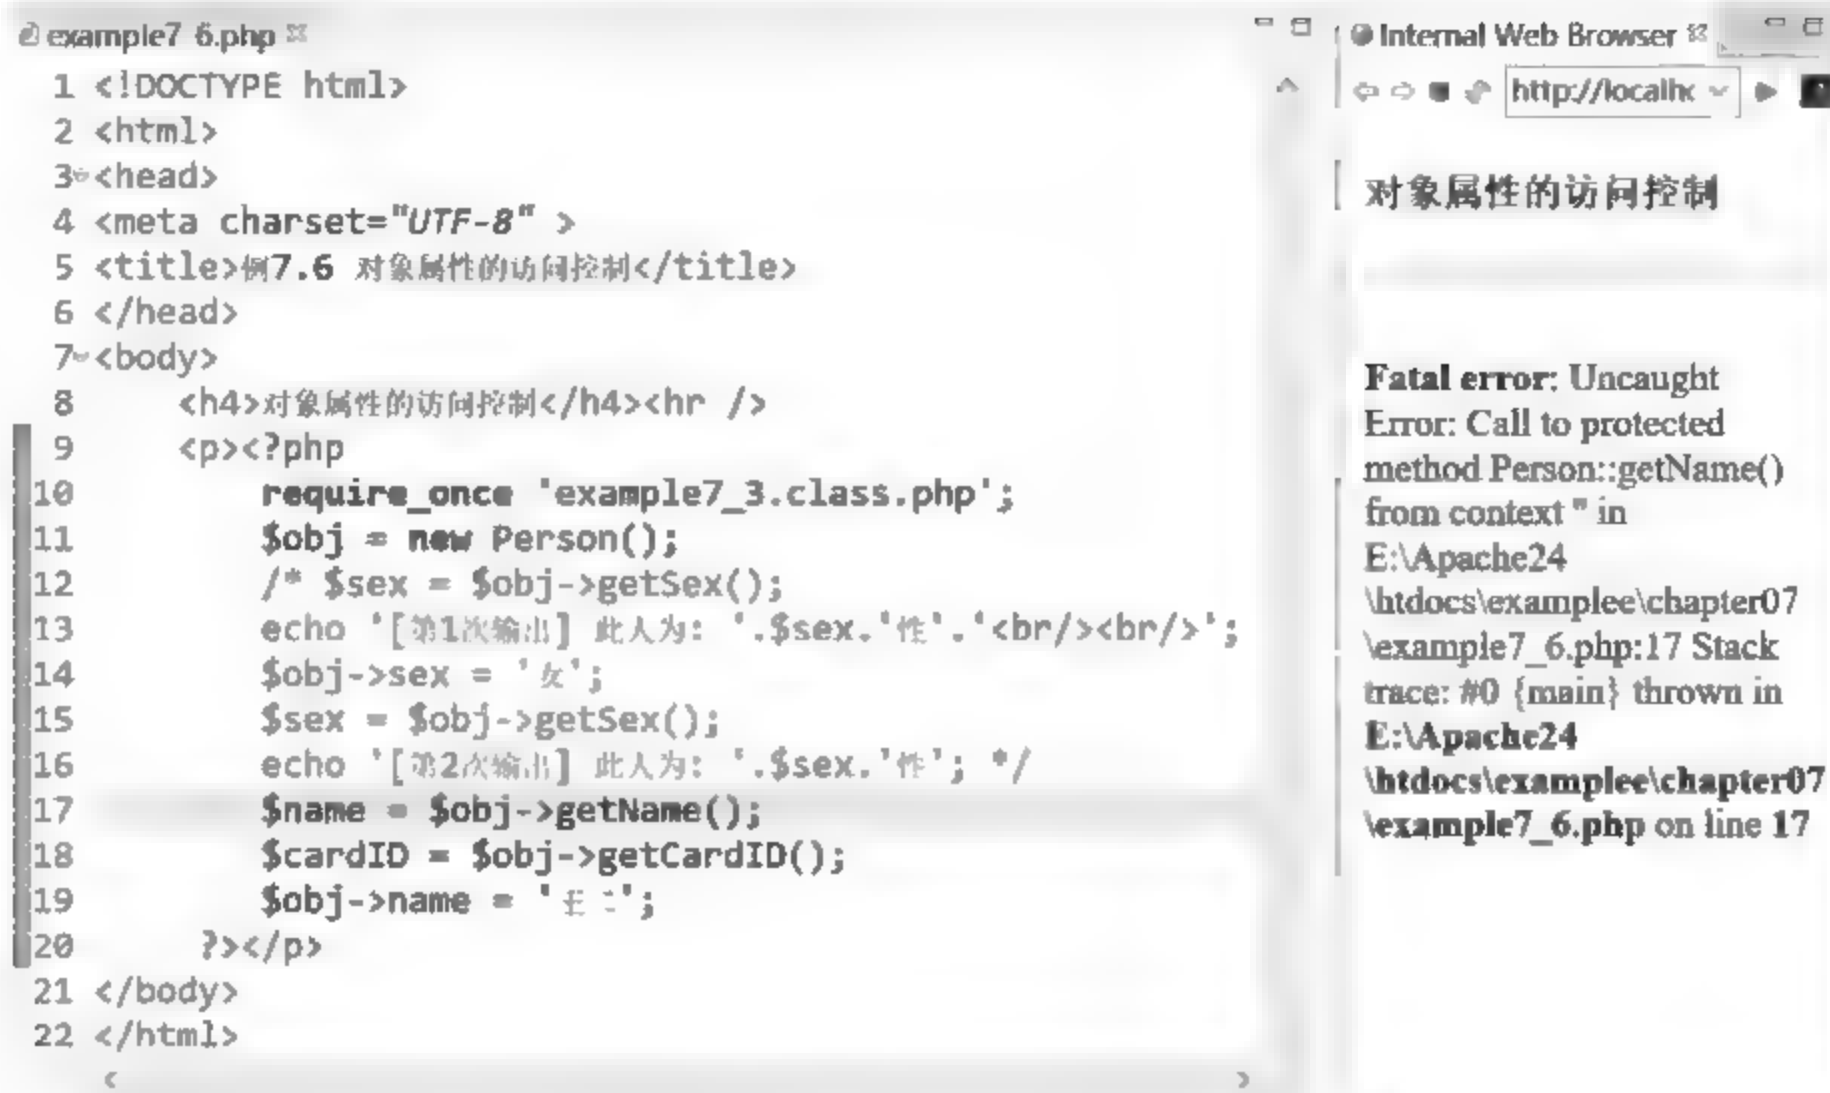 example7_6.php
1 <!DOCTYPE html>
2 <html>
3 <head>
4 <meta charset="UTF-8" >
5 <title>例7.6 对象属性的访问控制</title>
6 </head>
7 <body>
8 <h4>对象属性的访问控制</h4><hr />
9 <p><?php
10 require_once 'example7_3.class.php';
11 $obj = new Person();
12 /* $sex = $obj->getSex();
13 echo '[第1次输出] 此人为: '.$sex.'性'.'<br/><br/>';
14 $obj->sex = '女';
15 $sex = $obj->getSex();
16 echo '[第2次输出] 此人为: '.$sex.'性'; */
17 $name = $obj->getName();
18 $cardID = $obj->getCardID();
19 $obj->name = '王二';
20 ?></p>
21 </body>
22 </html>
Internal Web Browser
http://localho
对象属性的访问控制
Fatal error: Uncaught
Error: Call to protected
method Person::getName()
from context '' in
E:\Apache24
\htdocs\examplee\chapter07
\example7_6.php:17 Stack
trace: #0 {main} thrown in
E:\Apache24
\htdocs\examplee\chapter07
\example7_6.php on line 17